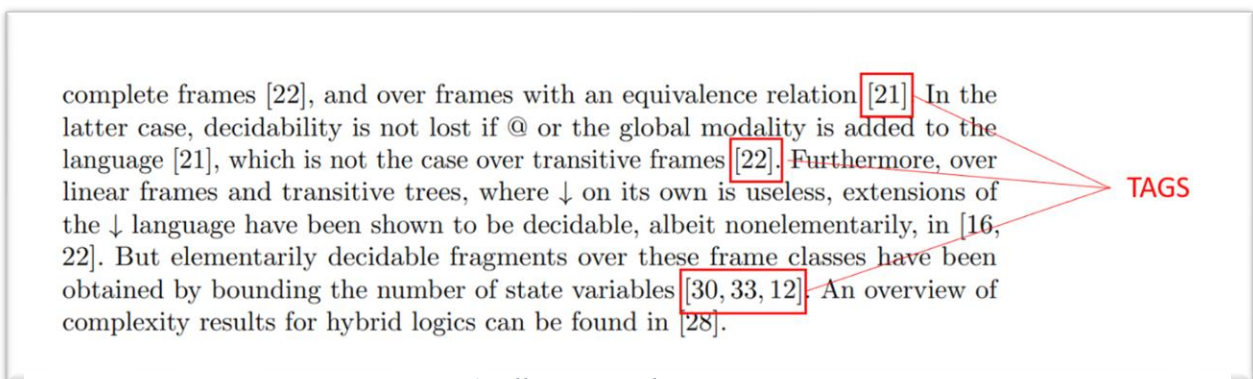 complete frames [22], and over frames with an equivalence relation [21]. In the
latter case, decidability is not lost if @ or the global modality is added to the
language [21], which is not the case over transitive frames [22]. Furthermore, over
linear frames and transitive trees, where ↓ on its own is useless, extensions of
the ↓ language have been shown to be decidable, albeit nonelementarily, in [16,
22]. But elementarily decidable fragments over these frame classes have been
obtained by bounding the number of state variables [30, 33, 12]. An overview of
complexity results for hybrid logics can be found in [28].
TAGS